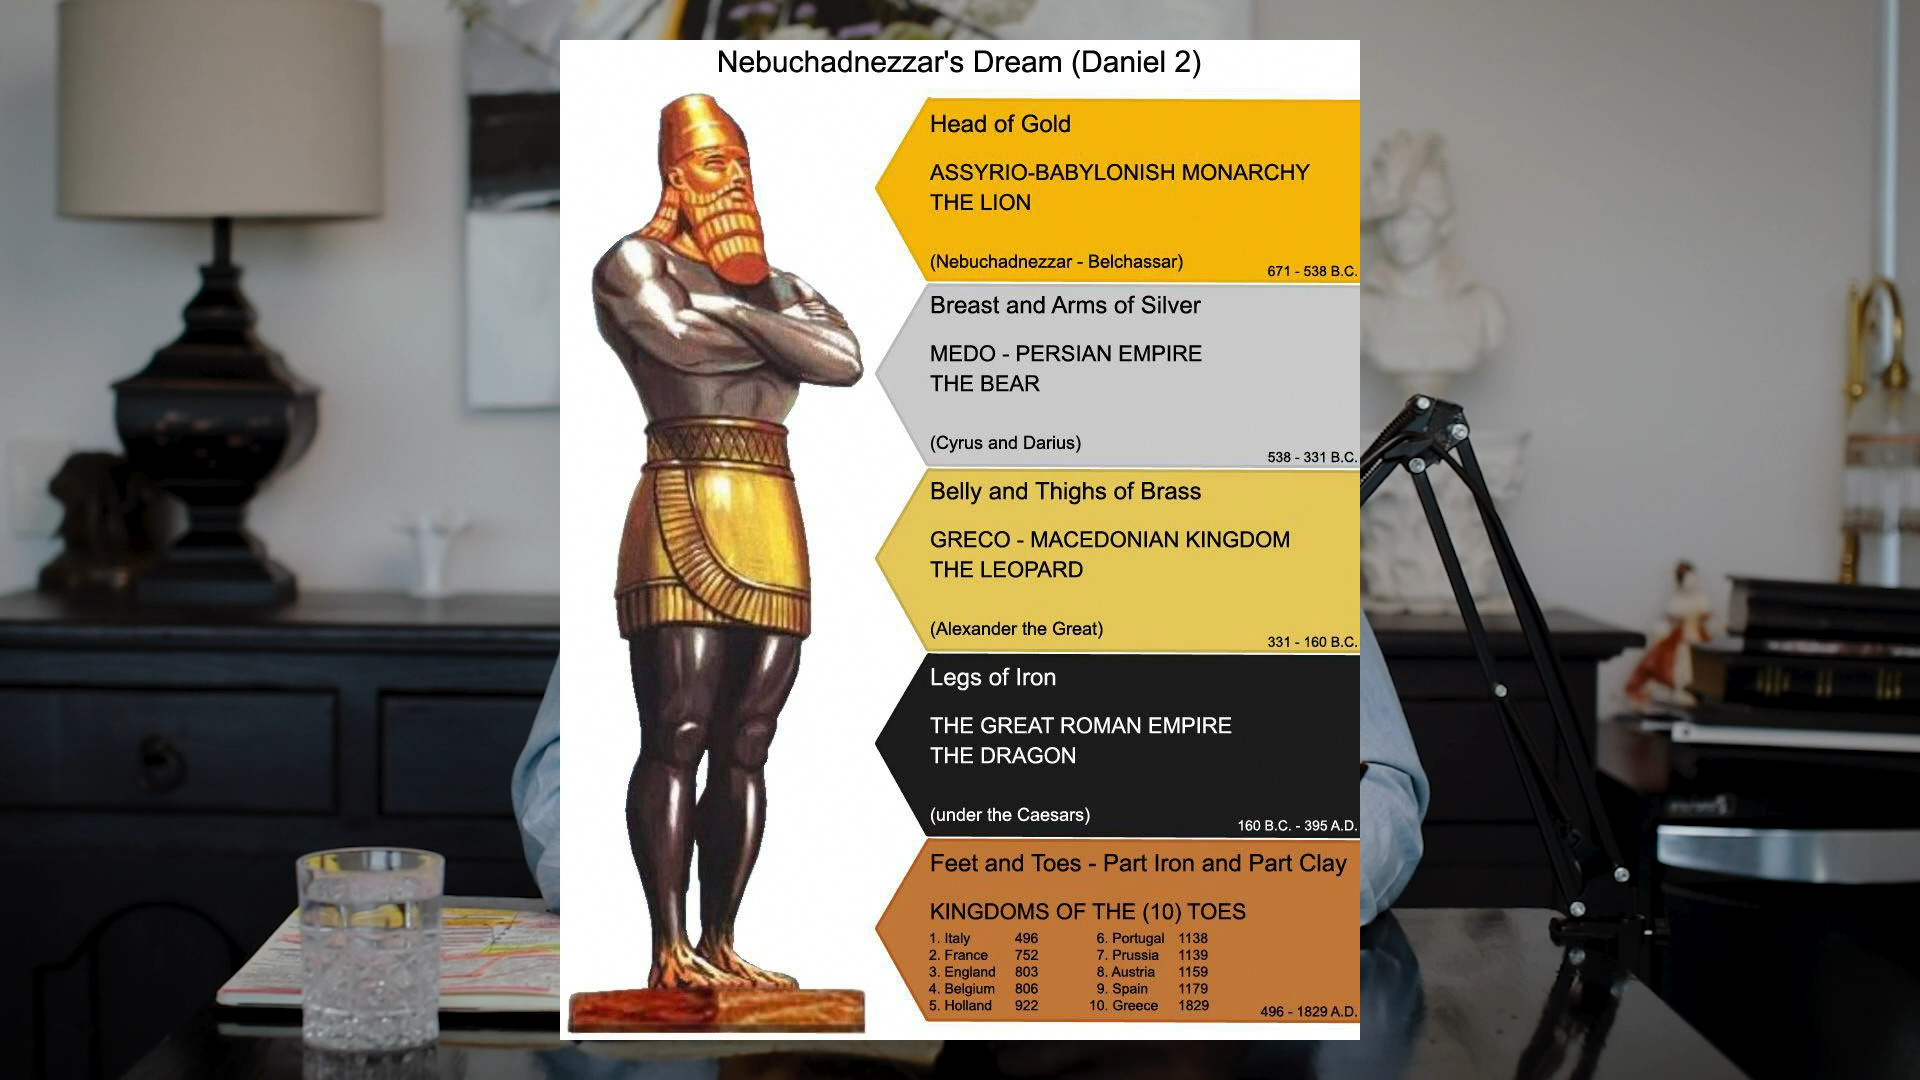 Nebuchadnezzar's Dream (Daniel 2)
Head of Gold
ASSYRIO-BABYLONISH MONARCHY
THE LION
(Nebuchadnezzar - Belchassar)
671 - 538 B.C.
Breast and Arms of Silver
MEDO - PERSIAN EMPIRE
THE BEAR
(Cyrus and Darius)
538 - 331 B.C.
Belly and Thighs of Brass
GRECO - MACEDONIAN KINGDOM
THE LEOPARD
(Alexander the Great)
331 - 160 B.C.
Legs of Iron
THE GREAT ROMAN EMPIRE
THE DRAGON
(under the Caesars)
160 B.C. - 395 A.D.
Feet and Toes - Part Iron and Part Clay
KINGDOMS OF THE (10) TOES
1. Italy 496 6. Portugal 1138
2. France 752 7. Prussia 1139
3. England 803 8. Austria 1159
4. Belgium 806 9. Spain 1179
5. Holland 922 10. Greece 1829
496 - 1829 A.D.